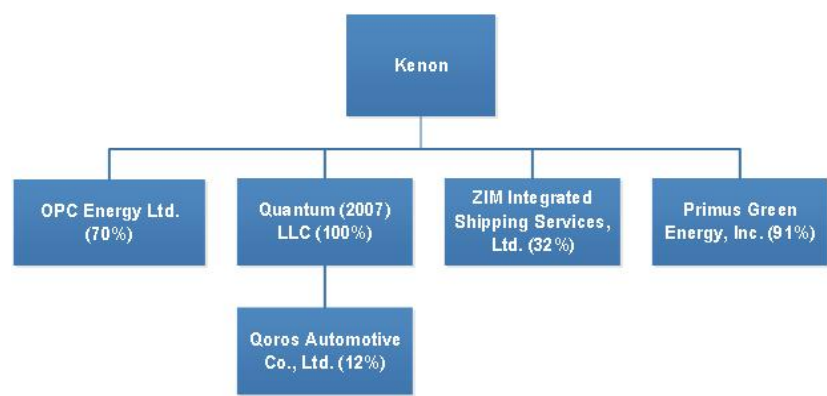 Kenon
OPC Energy Ltd.
(70%)
Quantum (2007)
LLC (100%)
ZIM Integrated
Shipping Services,
Ltd. (32%)
Primus Green
Energy, Inc. (91%)
Qoros Automotive
Co., Ltd. (12%)